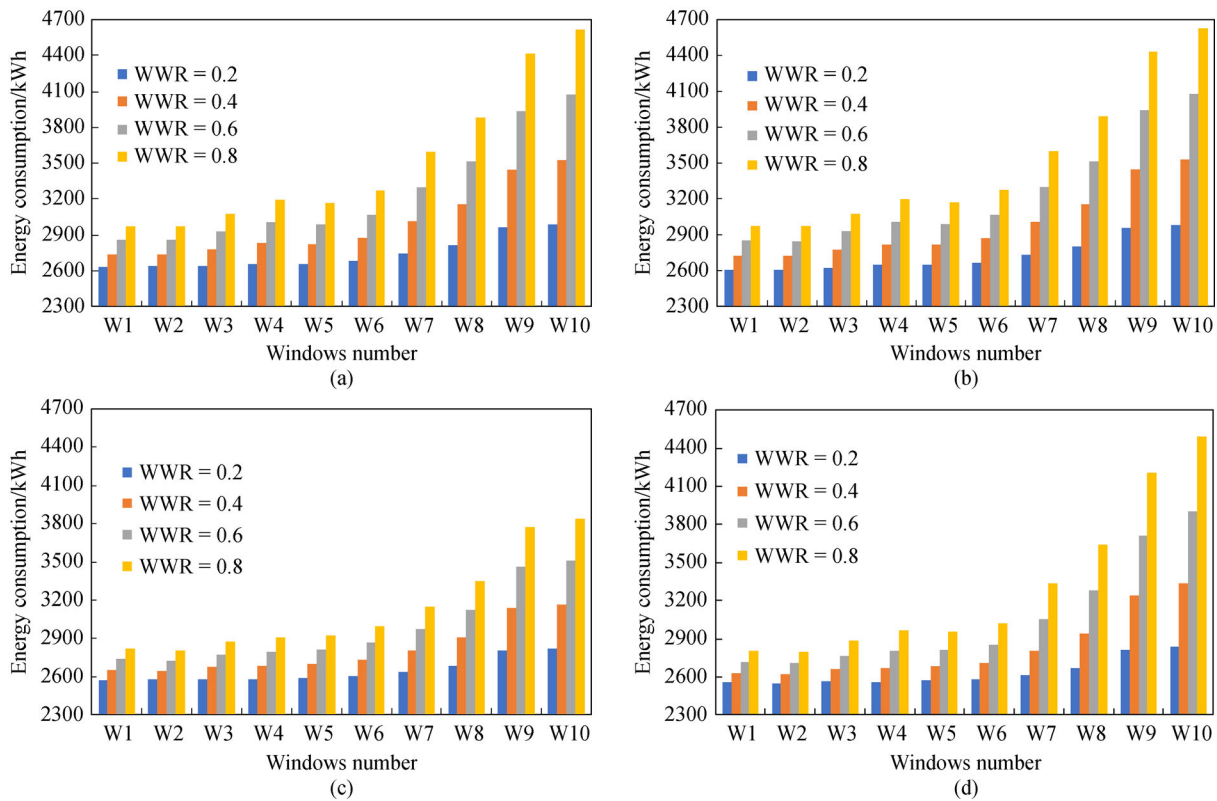 4700
4400
4100
3800
3500
3200
2900
2600
2300
Energy consumption/kWh
WWR = 0.2
WWR = 0.4
WWR = 0.6
WWR = 0.8
W1 W2 W3 W4 W5 W6 W7 W8 W9 W10
Windows number
(a)
4700
4400
4100
3800
3500
3200
2900
2600
2300
Energy consumption/kWh
WWR = 0.2
WWR = 0.4
WWR = 0.6
WWR = 0.8
W1 W2 W3 W4 W5 W6 W7 W8 W9 W10
Windows number
(b)
4700
4400
4100
3800
3500
3200
2900
2600
2300
Energy consumption/kWh
WWR = 0.2
WWR = 0.4
WWR = 0.6
WWR = 0.8
W1 W2 W3 W4 W5 W6 W7 W8 W9 W10
Windows number
(c)
4700
4400
4100
3800
3500
3200
2900
2600
2300
Energy consumption/kWh
WWR = 0.2
WWR = 0.4
WWR = 0.6
WWR = 0.8
W1 W2 W3 W4 W5 W6 W7 W8 W9 W10
Windows number
(d)